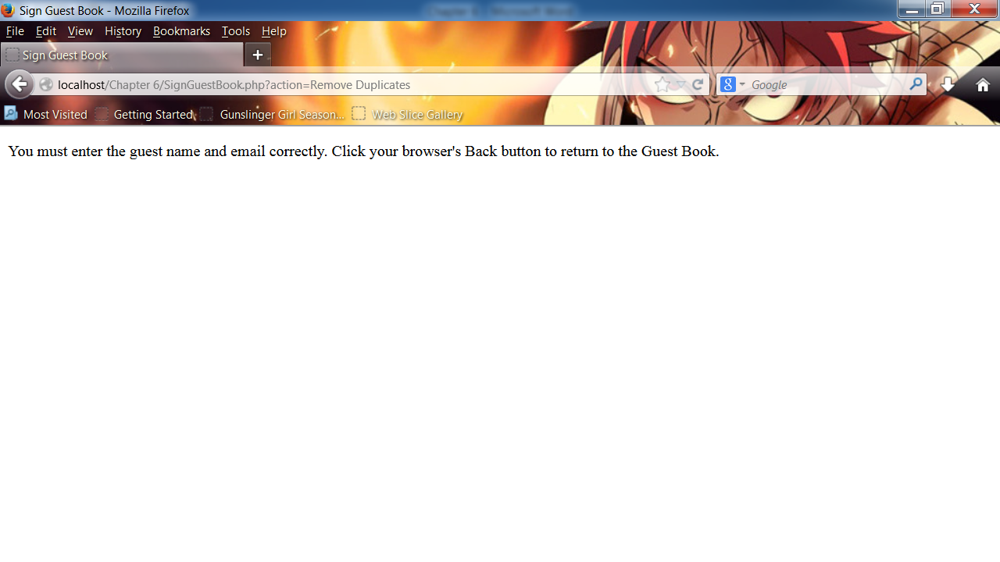 Sign Guest Book - Mozilla Firefox
File Edit View History Bookmarks Tools Help
Sign Guest Book +
localhost/Chapter 6/SignGuestBook.php?action=Remove Duplicates
g Google
Most Visited Getting Started Gunslinger Girl Season... Web Slice Gallery
You must enter the guest name and email correctly. Click your browser's Back button to return to the Guest Book.